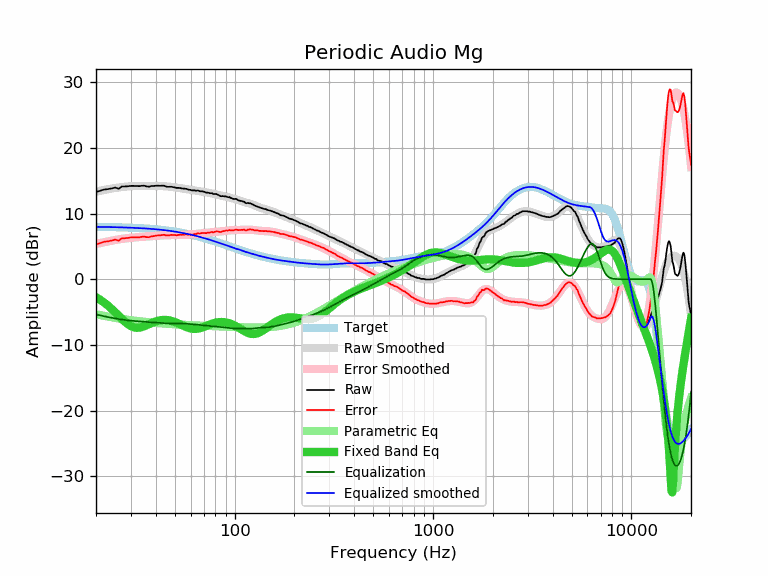 Periodic Audio Mg
30
20
10
0
−10
−20
−30
Amplitude (dBr)
Target
Raw Smoothed
Error Smoothed
Raw
Error
Parametric Eq
Fixed Band Eq
Equalization
Equalized smoothed
100 1000 10000
Frequency (Hz)